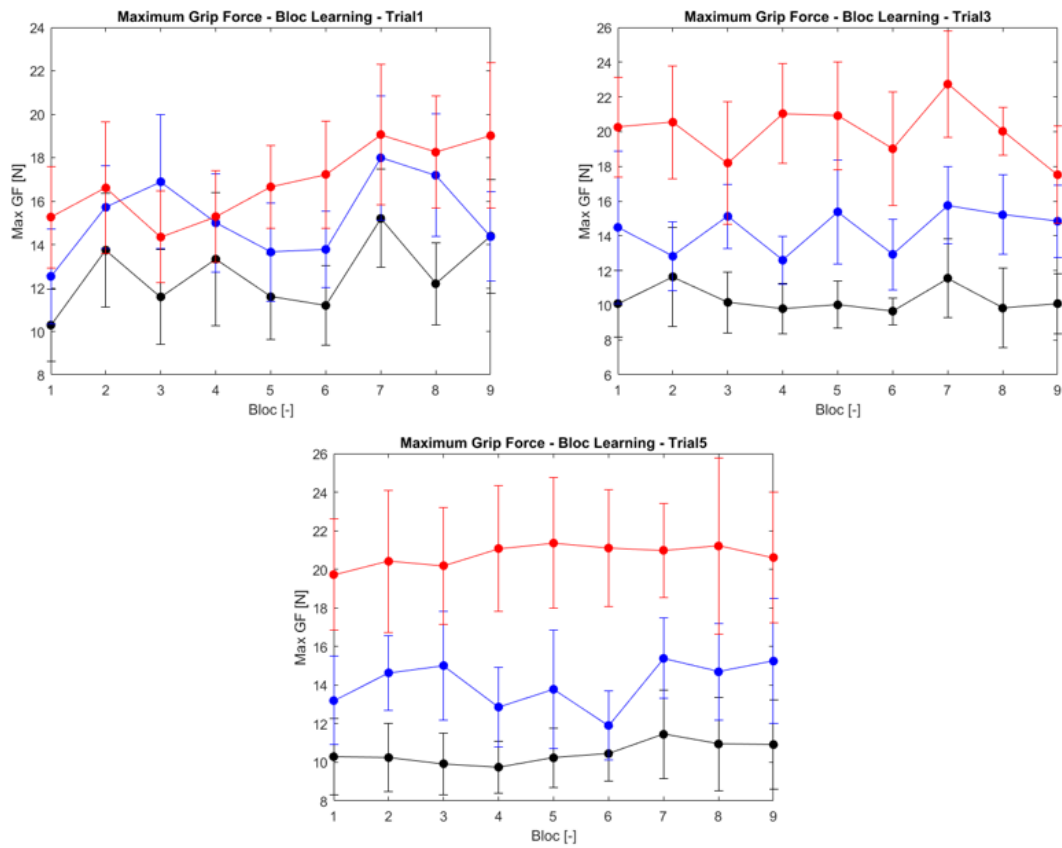 Maximum Grip Force - Bloc Learning - Trial1
24
22
20
18
16
14
12
10
8
Max GF [N]
1 2 3 4 5 6 7 8 9
Bloc [-]
Maximum Grip Force - Bloc Learning - Trial3
26
24
22
20
18
16
14
12
10
8
6
Max GF [N]
1 2 3 4 5 6 7 8 9
Bloc [-]
Maximum Grip Force - Bloc Learning - Trial5
26
24
22
20
18
16
14
12
10
8
Max GF [N]
1 2 3 4 5 6 7 8 9
Bloc [-]